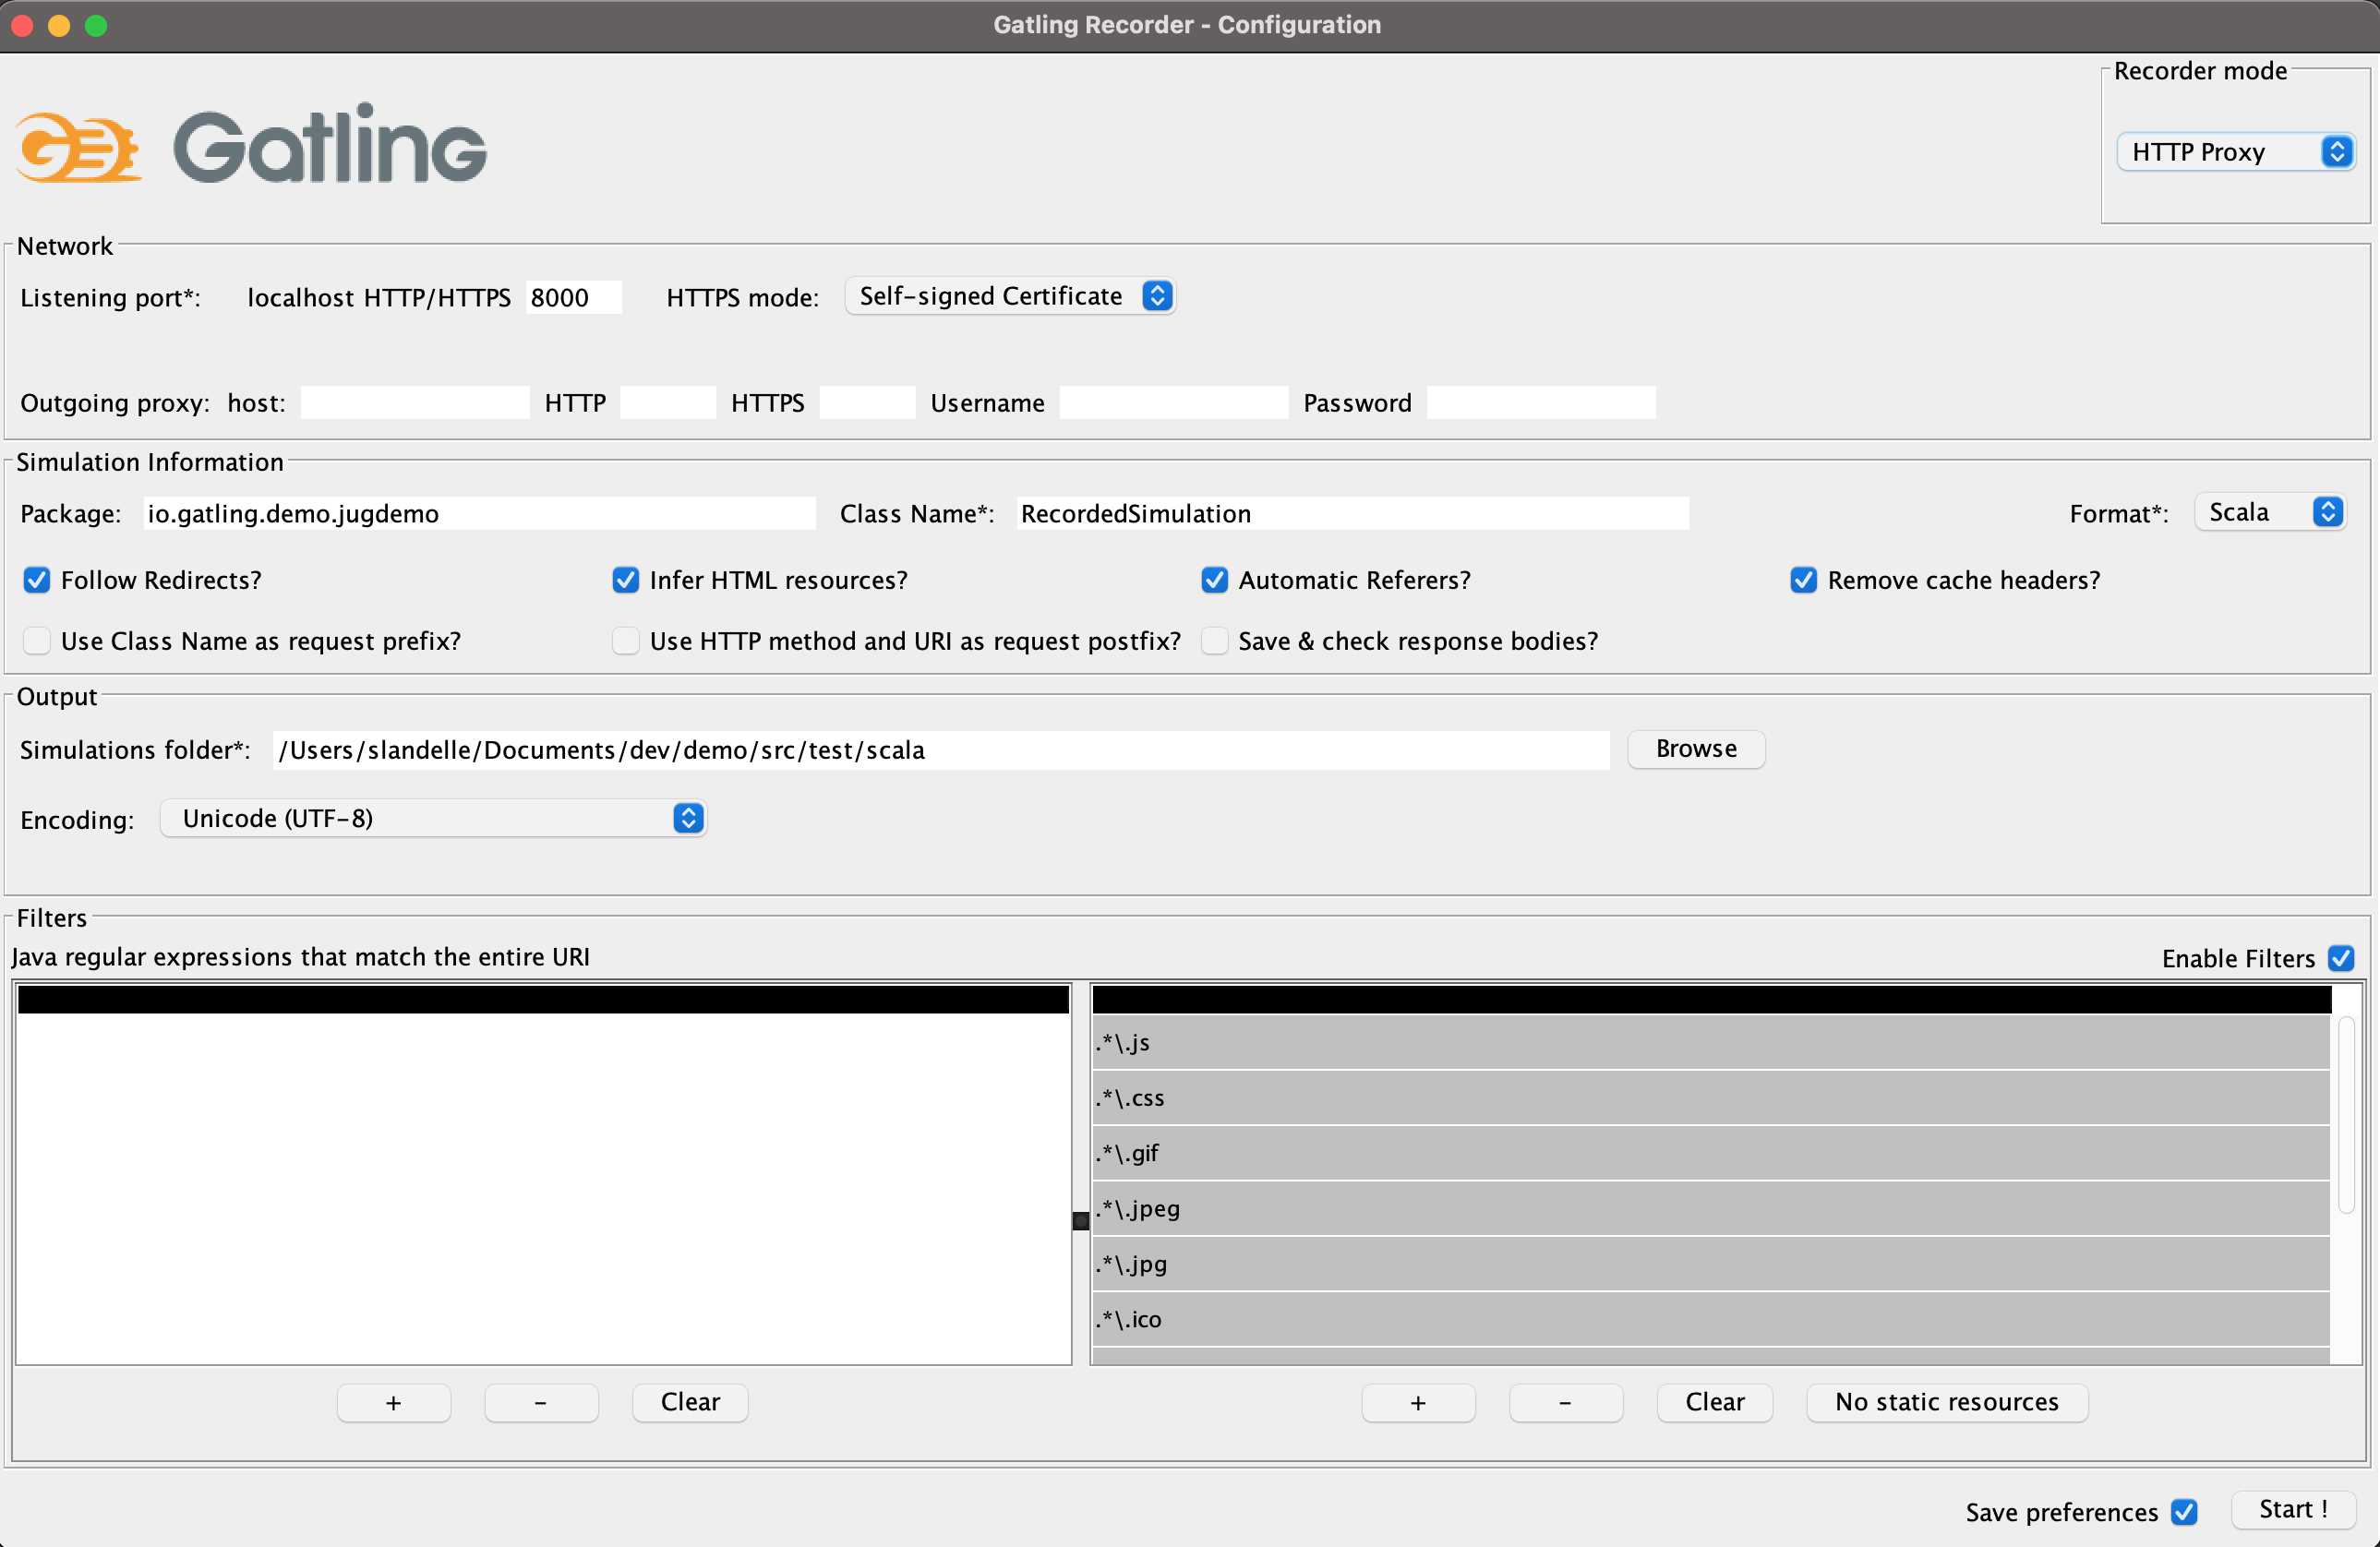 Gatling Recorder - Configuration
Gatling
Recorder mode
HTTP Proxy
Network
Listening port*: localhost HTTP/HTTPS 8000 HTTPS mode: Self-signed Certificate
Outgoing proxy: host: HTTP HTTPS Username Password
Simulation Information
Package: io.gatling.demo.jugdemo Class Name*: RecordedSimulation Format*: Scala
Follow Redirects? Infer HTML resources? Automatic Referers? Remove cache headers?
Use Class Name as request prefix? Use HTTP method and URI as request postfix? Save & check response bodies?
Output
Simulations folder*: /Users/slandelle/Documents/dev/demo/src/test/scala Browse
Encoding: Unicode (UTF-8)
Filters
Java regular expressions that match the entire URI Enable Filters
.*\.js
.*\.css
.*\.gif
.*\.jpeg
.*\.jpg
.*\.ico
+ - Clear + - Clear No static resources
Save preferences Start !